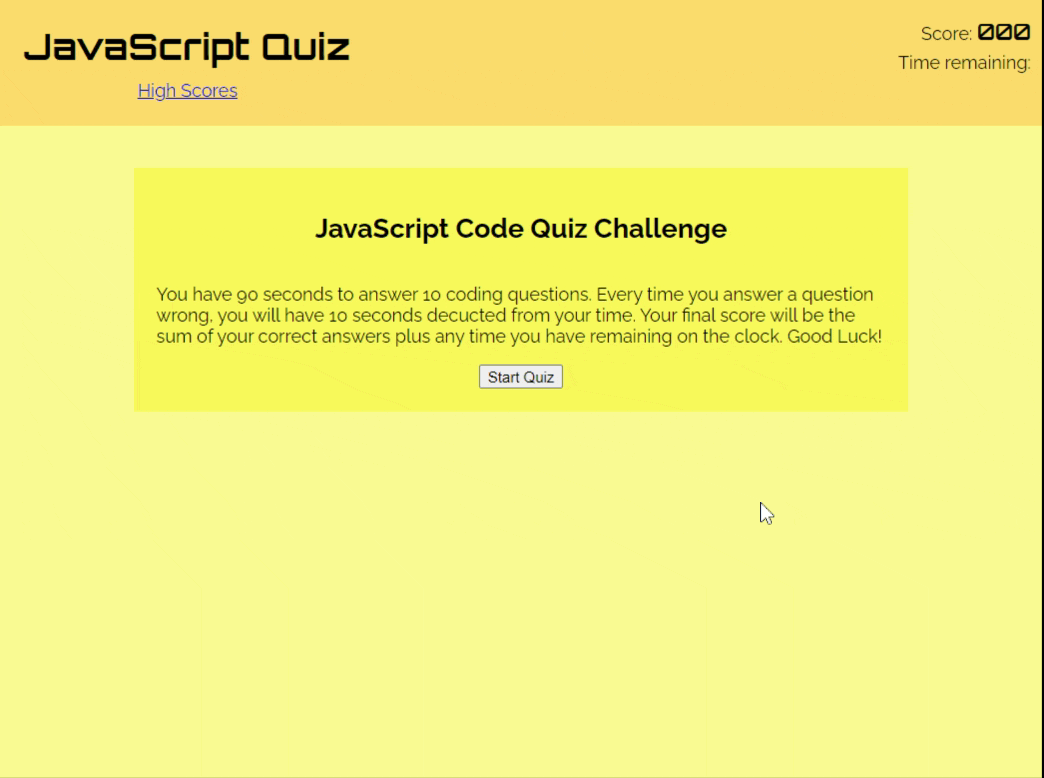 JavaScript Quiz
High Scores
Score: 000
Time remaining:
JavaScript Code Quiz Challenge
You have 90 seconds to answer 10 coding questions. Every time you answer a question
wrong, you will have 10 seconds decucted from your time. Your final score will be the
sum of your correct answers plus any time you have remaining on the clock. Good Luck!
Start Quiz